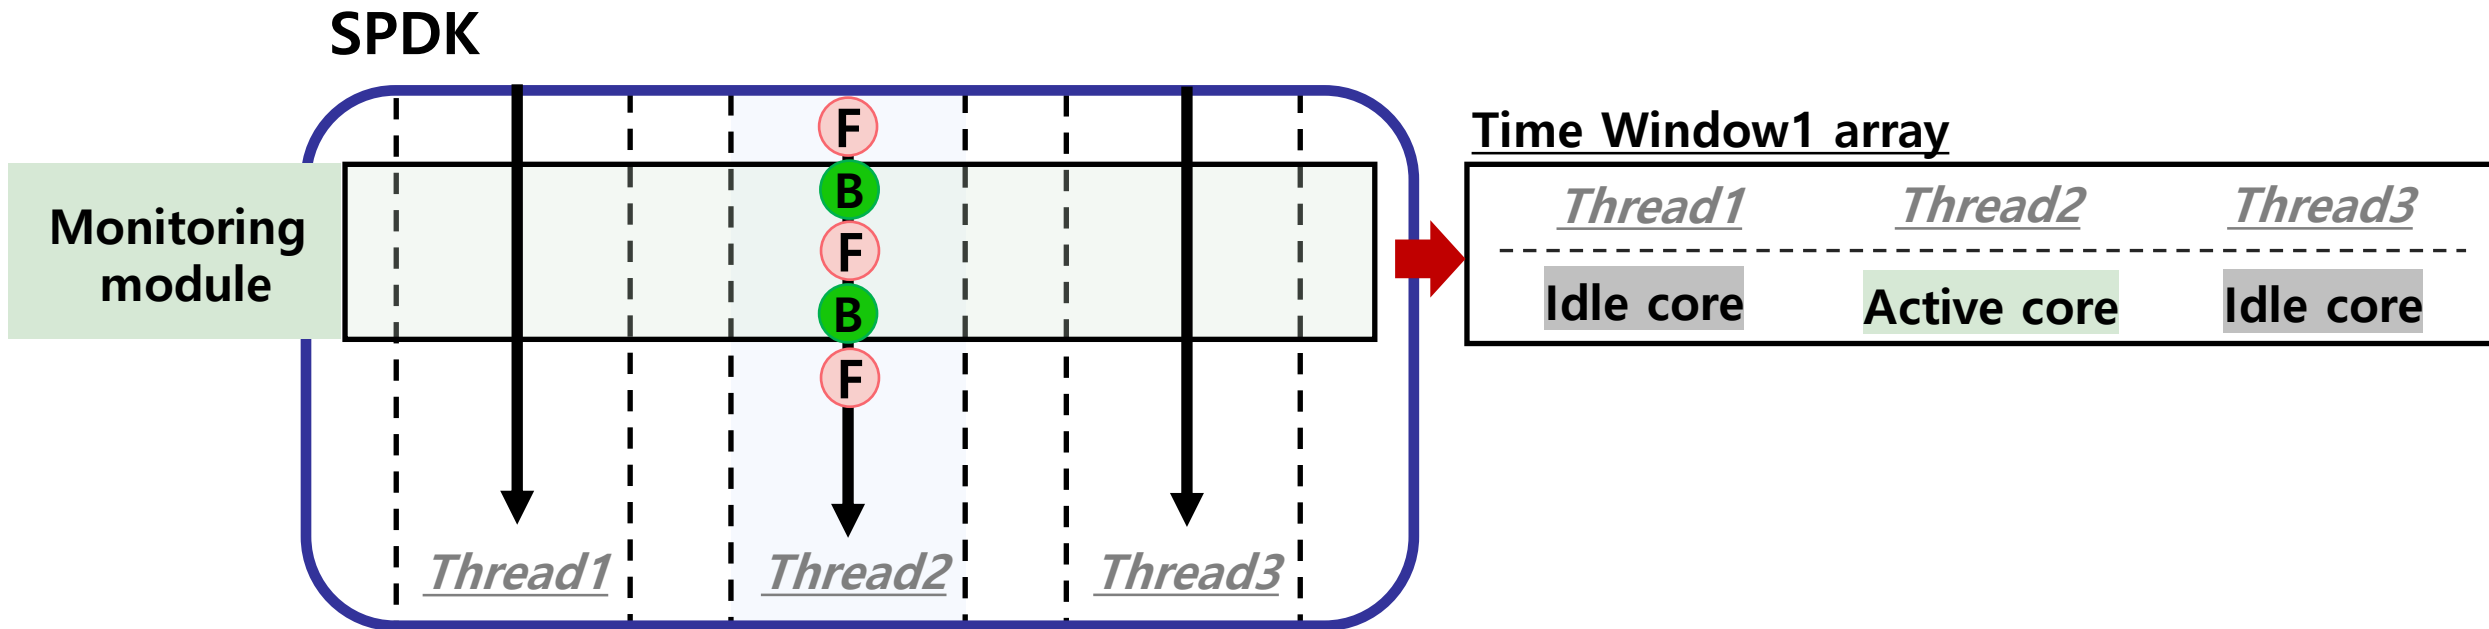 SPDK
Monitoring
module
F
B
F
B
F
Thread1 Thread2 Thread3
Time Window1 array
Thread1 Thread2 Thread3
Idle core Active core Idle core